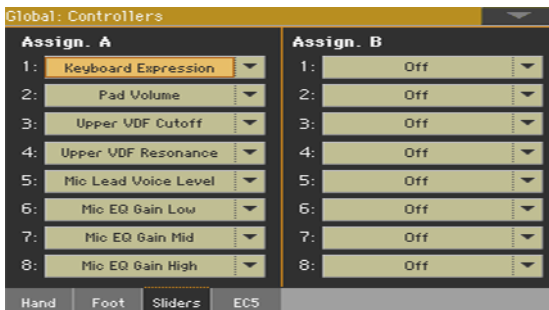 Global: Controllers
Assign. A Assign. B
1: Keyboard Expression 1: Off
2: Pad Volume 2: Off
3: Upper VDF Cutoff 3: Off
4: Upper VDF Resonance 4: Off
5: Mic Lead Voice Level 5: Off
6: Mic EQ Gain Low 6: Off
7: Mic EQ Gain Mid 7: Off
8: Mic EQ Gain High 8: Off
Hand Foot Sliders EC5